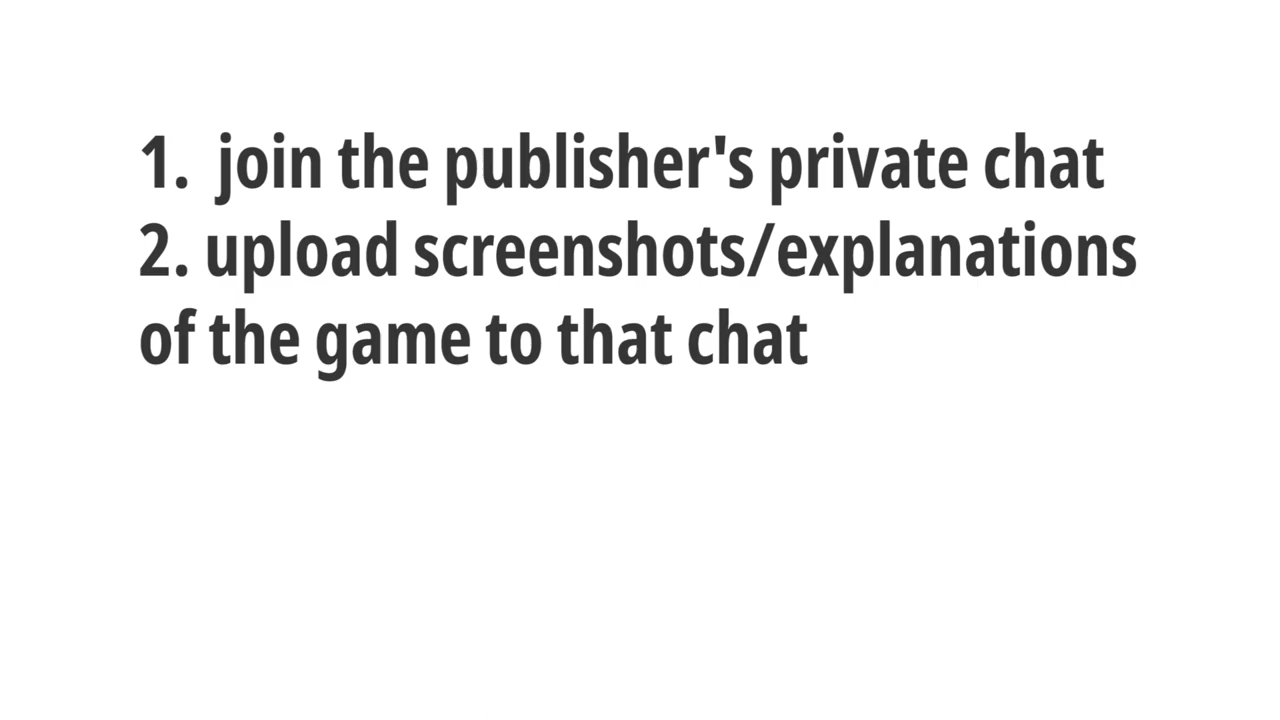 1.  join the publisher's private chat
2. upload screenshots/explanations
of the game to that chat